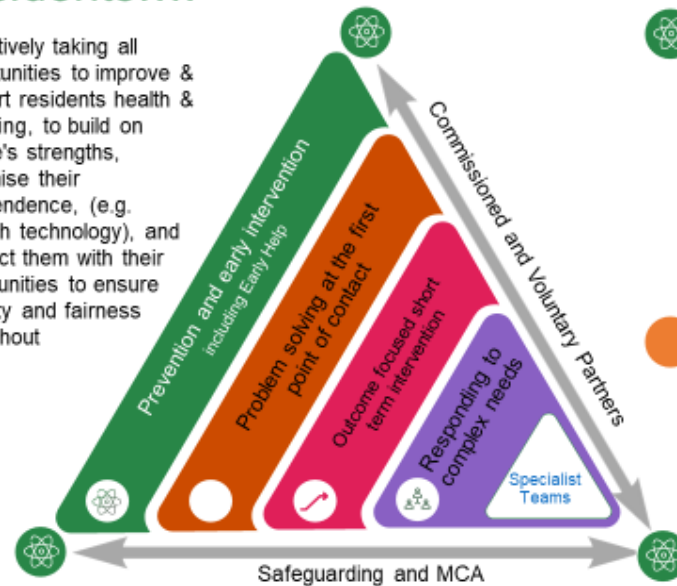 tively taking all
tunities to improve &
rt residents health &
ing, to build on
e's strengths,
ise their
endence, (e.g.
h technology), and
ct them with their
unities to ensure
ty and fairness
hout
Prevention and early intervention
including Early Help
Problem solving at the first
point of contact
Outcome focused short
term intervention
Responding to
complex needs
Specialist
Teams
Commissioned and Voluntary Partners
Safeguarding and MCA